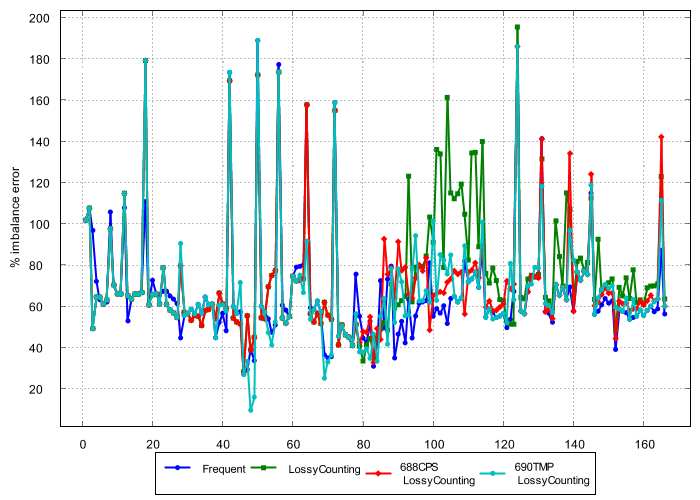 200
180
160
140
120
100
80
60
40
20
% imbalance error
0 20 40 60 80 100 120 140 160
Frequent
LossyCounting
688CPS
LossyCounting
690TMP
LossyCounting